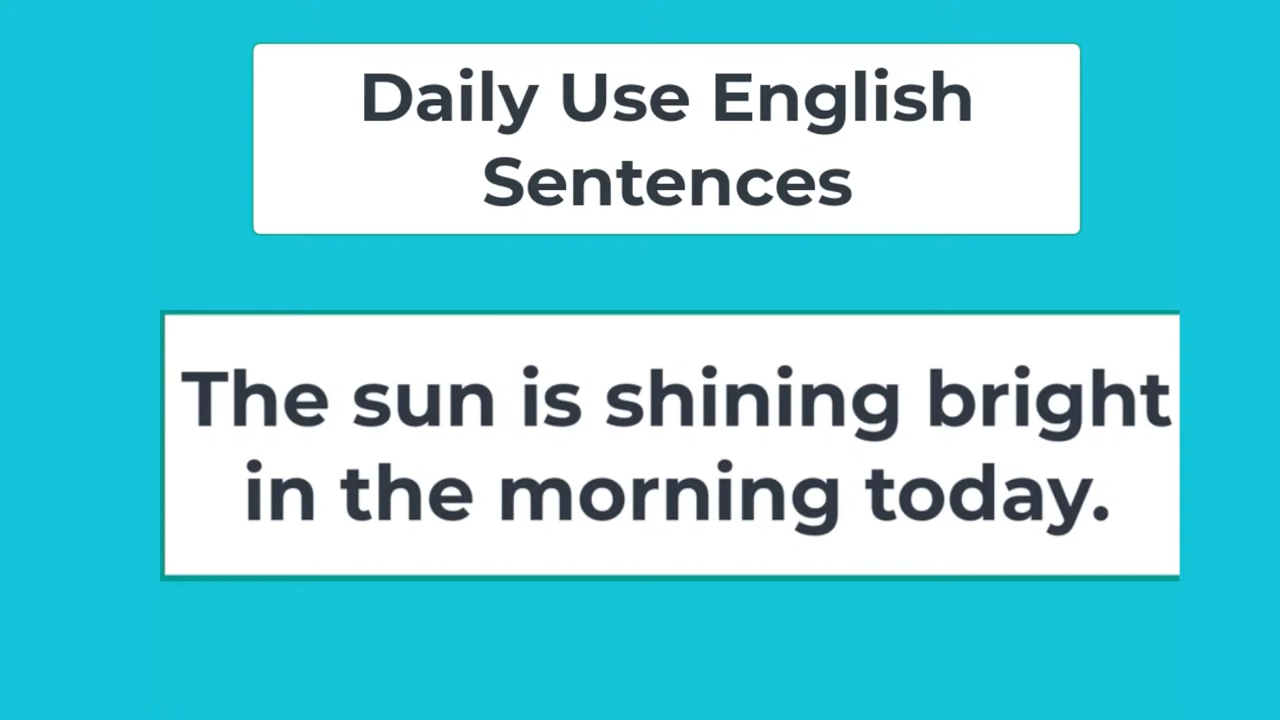 Daily Use English
Sentences
The sun is shining bright
in the morning today.